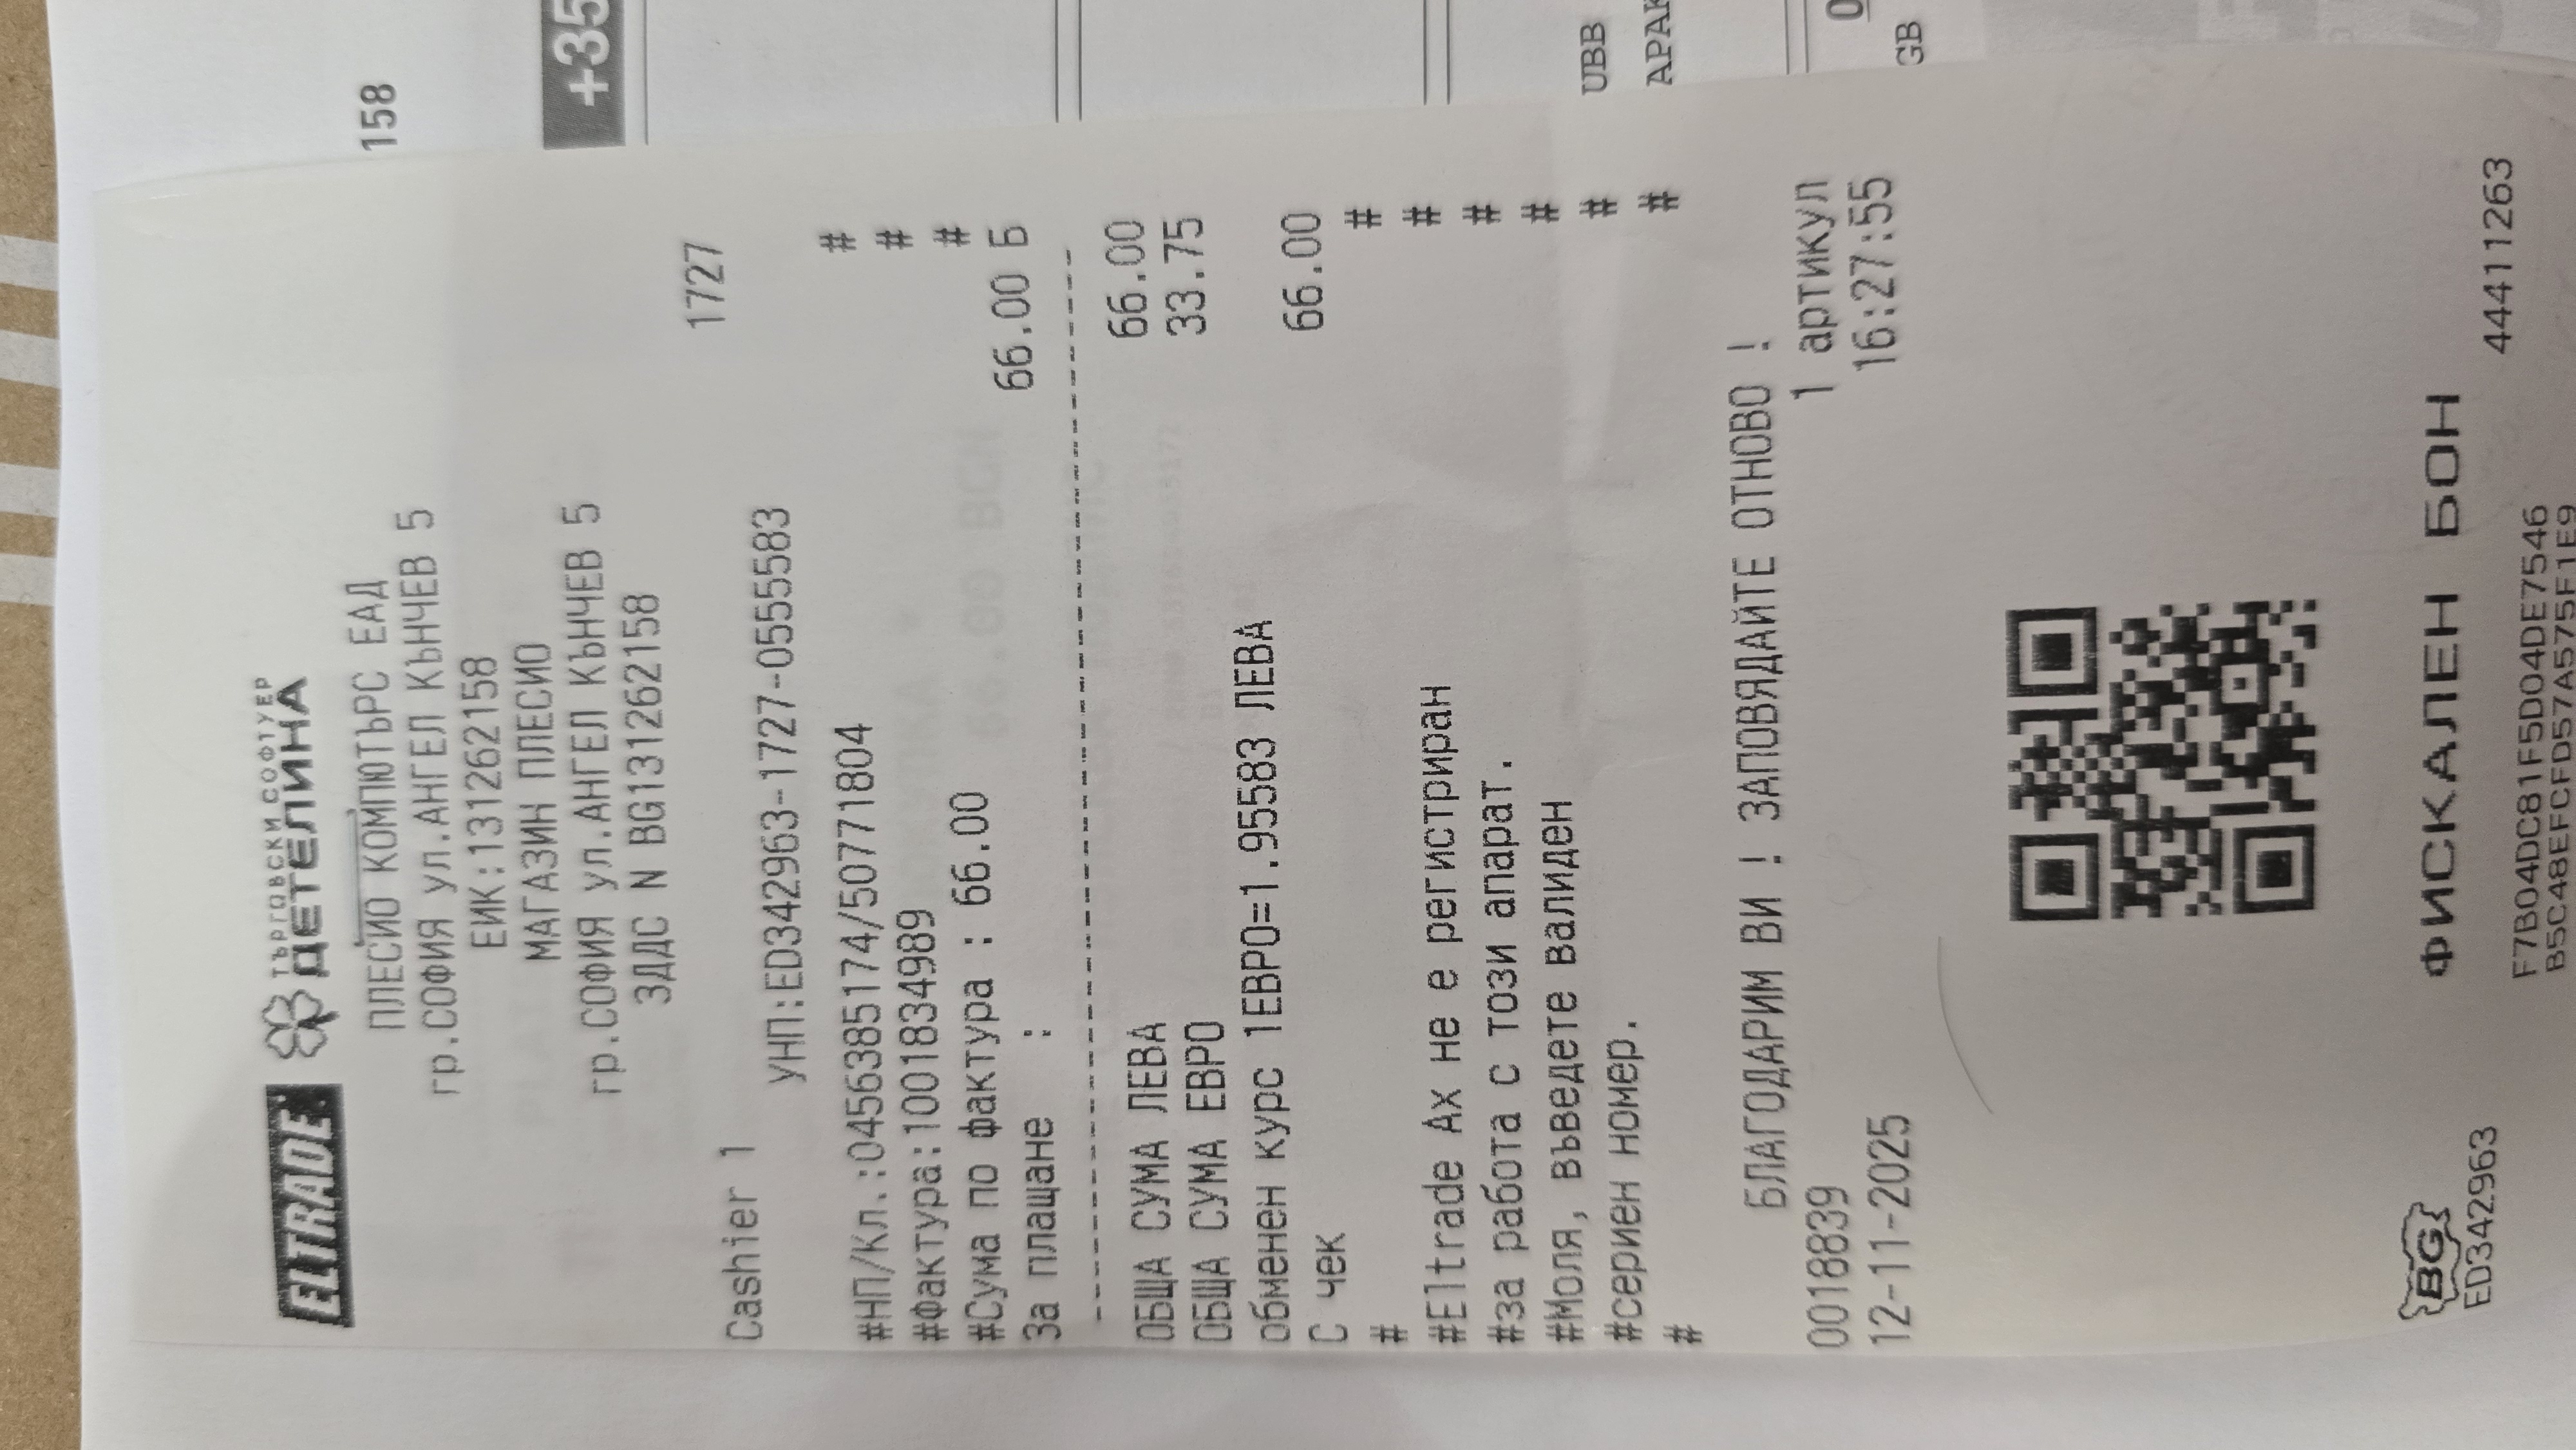 158
+35
UBB
GB
ELTRADE
ТЪРГОВСКИ СОФТУЕР
ДЕТЕЛИНА
ПЛЕСИО КОМПЮТЪРС ЕАД
гр.СОФИЯ ул.АНГЕЛ КЪНЧЕВ 5
ЕИК:131262158
МАГАЗИН ПЛЕСИО
гр.СОФИЯ ул.АНГЕЛ КЪНЧЕВ 5
ЗДДС N BG131262158
Cashier 1 1727
УНП:ED342963-1727-0555583
#НП/Кл.:0456385174/50771804 #
#Фактура:1001834989 #
#Сума по фактура : 66.00 #
За плащане : 66.00 Б
--------------------------------
ОБЩА СУМА ЛЕВА 66.00
ОБЩА СУМА ЕВРО 33.75
обменен курс 1ЕВРО=1.95583 ЛЕВА
С чек 66.00
# #
#Eltrade Ax не е регистриран #
#за работа с този апарат. #
#Моля, въведете валиден #
#сериен номер. #
# #
БЛАГОДАРИМ ВИ ! ЗАПОВЯДАЙТЕ ОТНОВО !
0018839 1 артикул
12-11-2025 16:27:55
BG ФИСКАЛЕН БОН
ED342963 44411263
F7B04DC81F5D04DE7546
B5C48EFCFD57A575F1E9